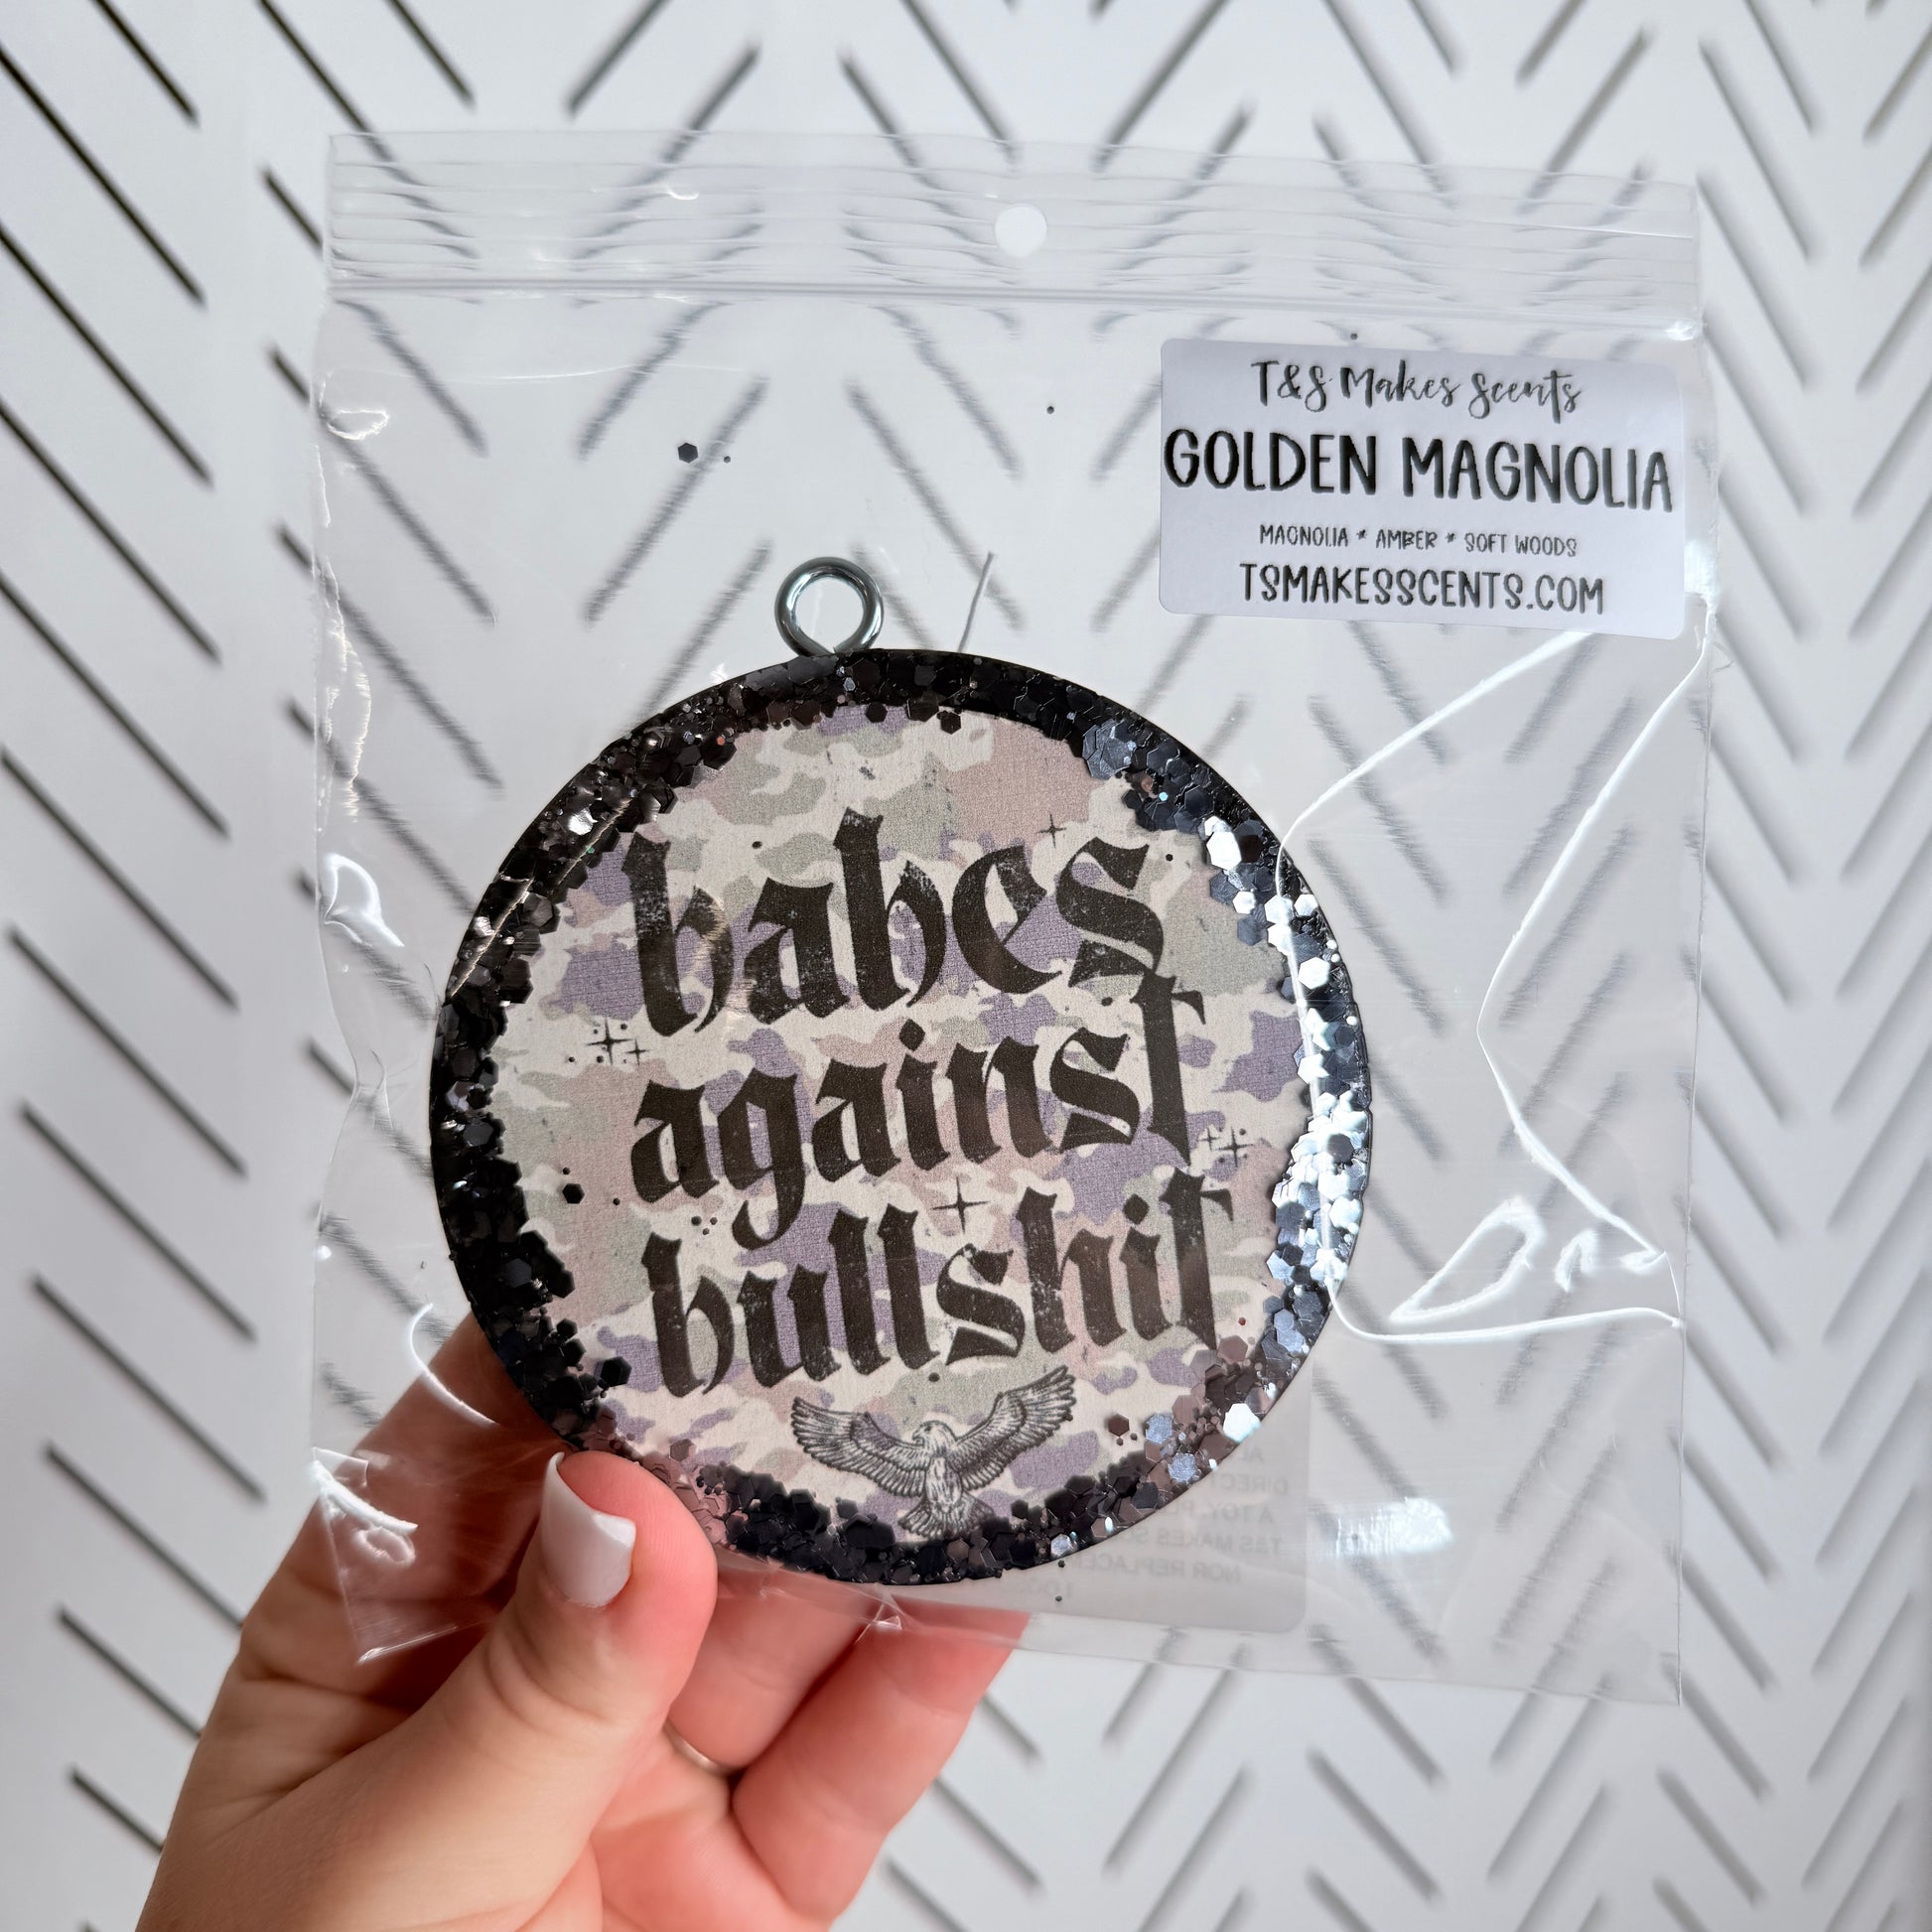 T&S Makes Scents
GOLDEN MAGNOLIA
MAGNOLIA * AMBER * SOFT WOODS
TSMAKESSCENTS.COM
babes
against
bullshit